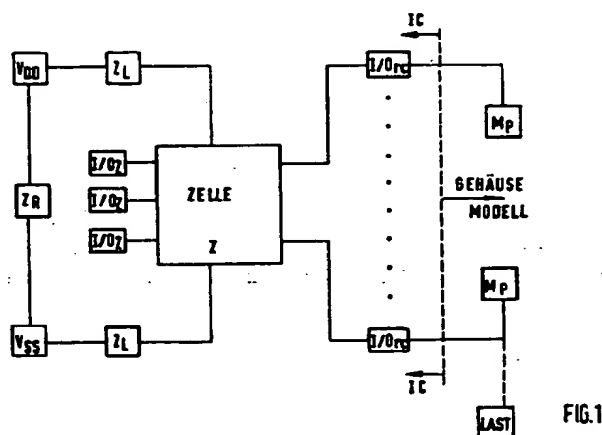 IC
VDD
ZL
I/Orc
Mp
I/OZ
ZELLE
GEHÄUSE
MODELL
ZR
I/OZ
I/OZ
Z
Mp
VSS
ZL
I/Orc
IC
LAST
FIG.1